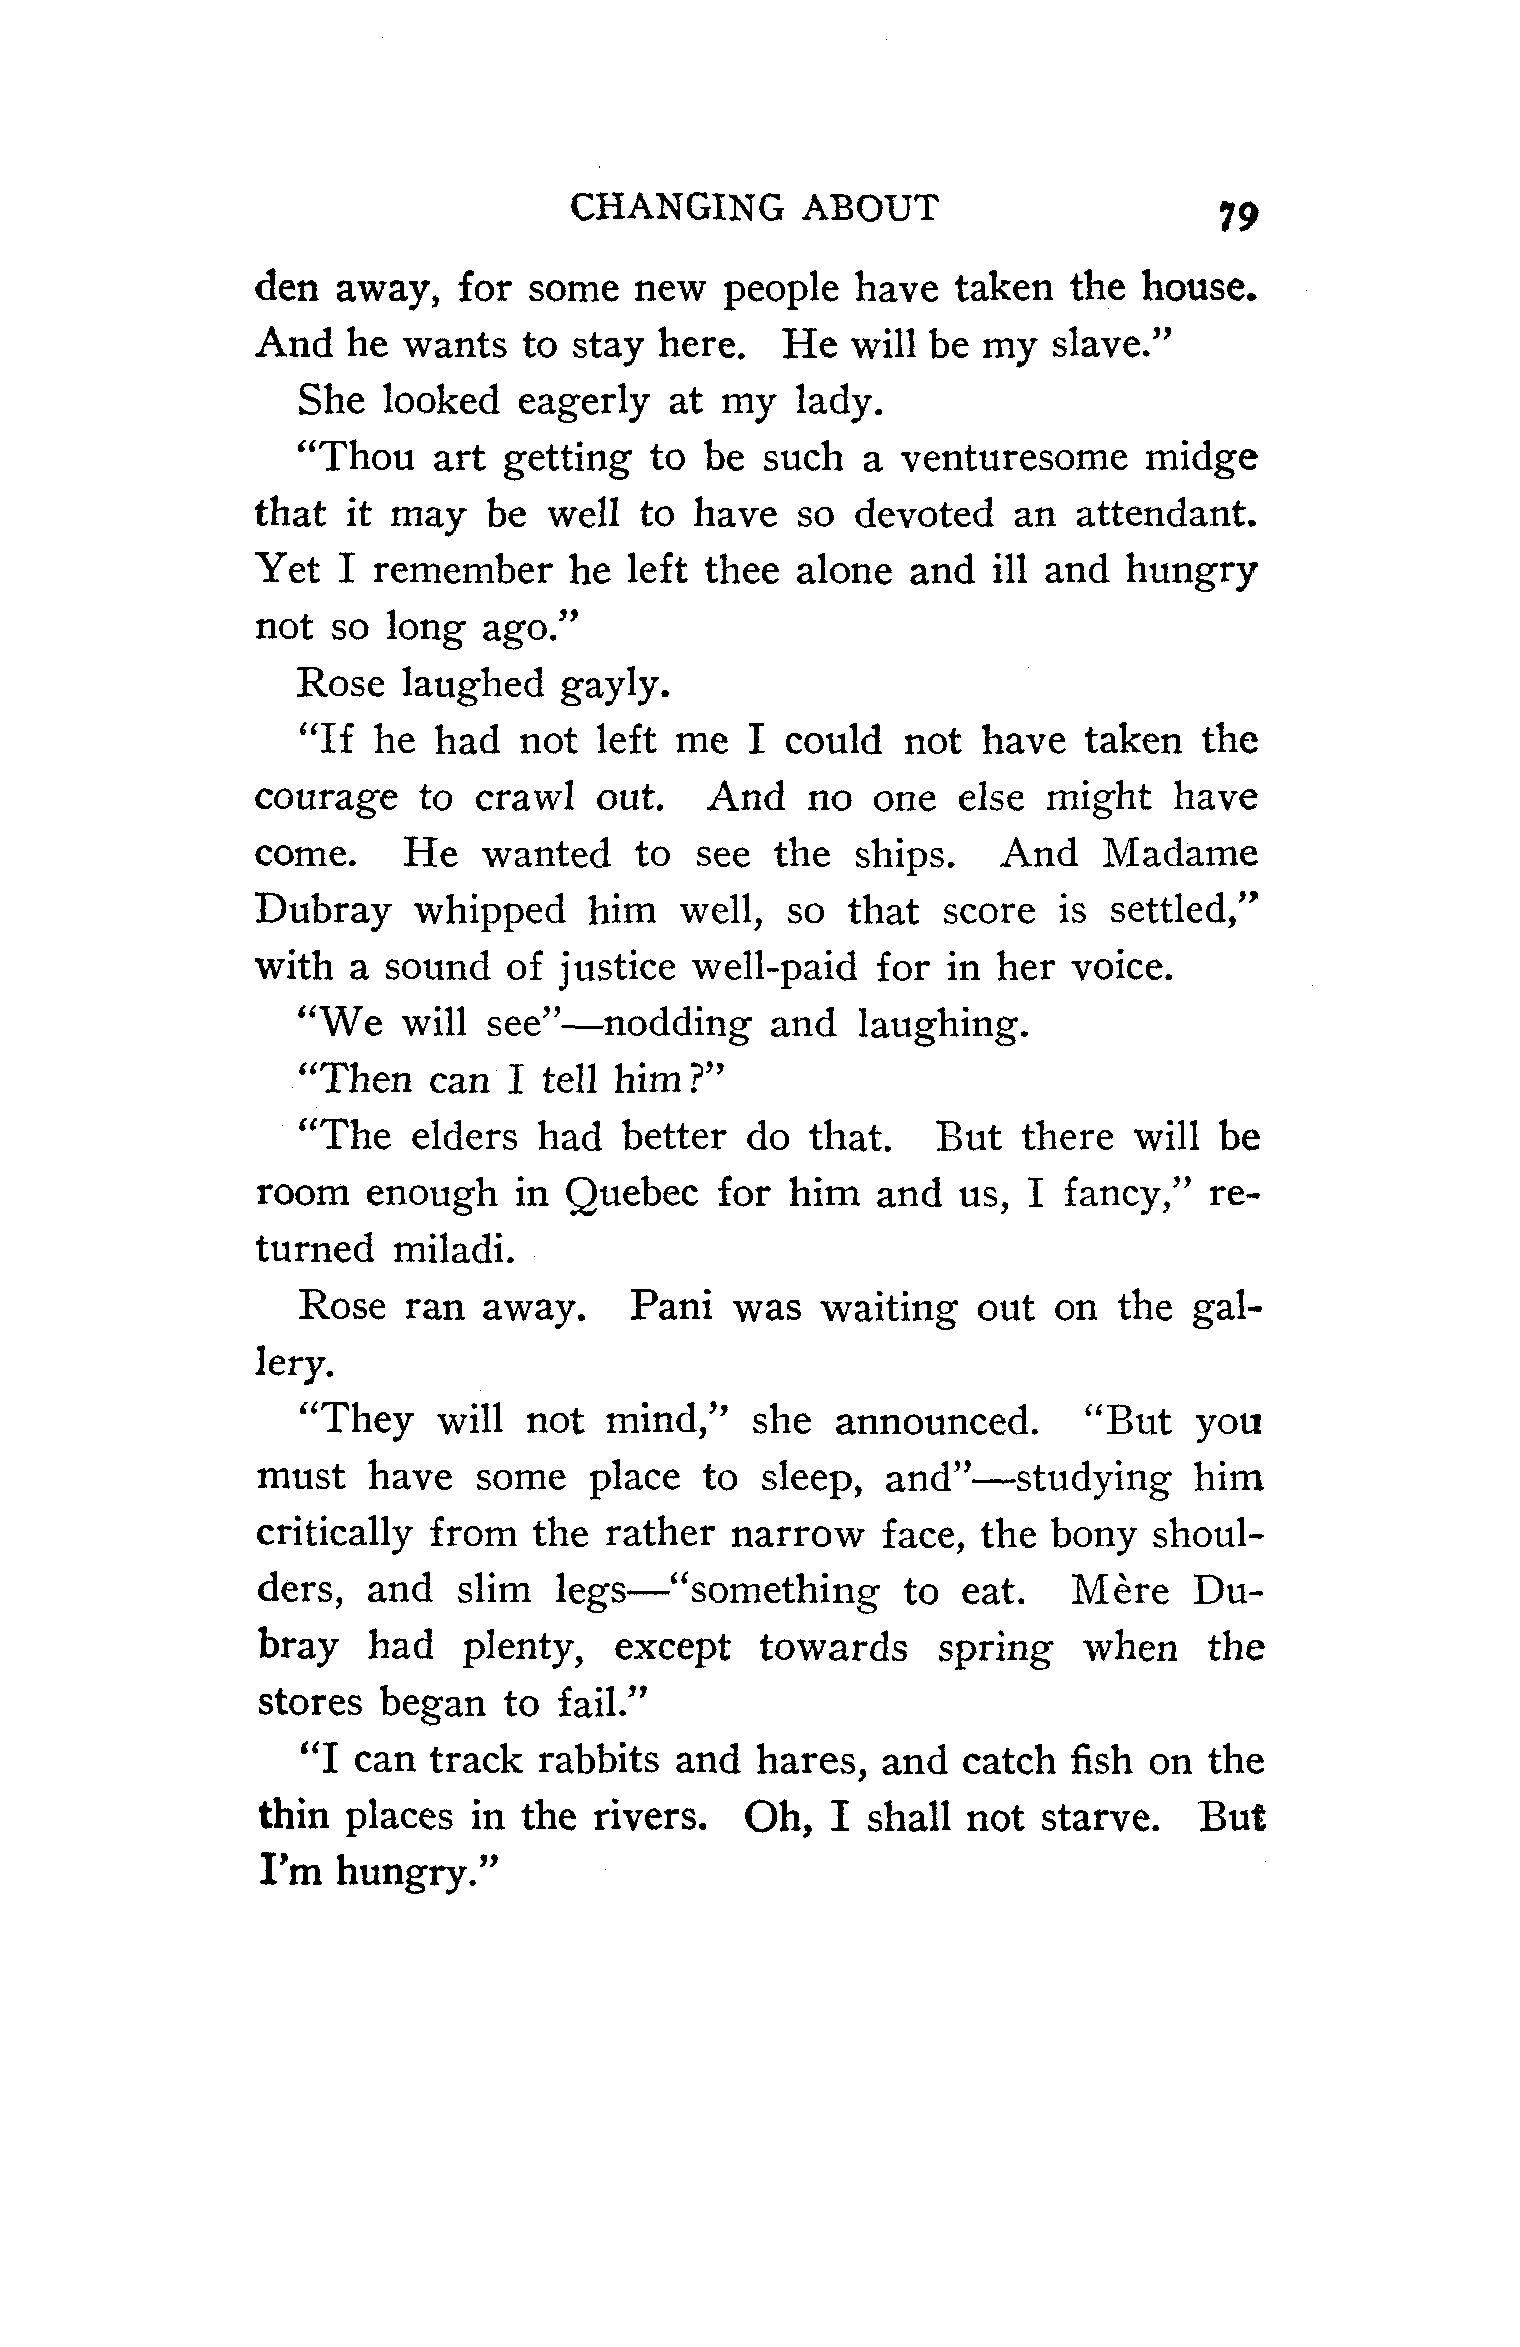 CHANGING ABOUT 79
den away, for some new people have taken the house.
And he wants to stay here. He will be my slave.”
She looked eagerly at my lady.
“Thou art getting to be such a venturesome midge
that it may be well to have so devoted an attendant.
Yet I remember he left thee alone and ill and hungry
not so long ago.”
Rose laughed gayly.
“If he had not left me I could not have taken the
courage to crawl out. And no one else might have
come. He wanted to see the ships. And Madame
Dubray whipped him well, so that score is settled,”
with a sound of justice well-paid for in her voice.
“We will see”—nodding and laughing.
“Then can I tell him?”
“The elders had better do that. But there will be
room enough in Quebec for him and us, I fancy,” re-
turned miladi.
Rose ran away. Pani was waiting out on the gal-
lery.
“They will not mind,” she announced. “But you
must have some place to sleep, and”—studying him
critically from the rather narrow face, the bony shoul-
ders, and slim legs—“something to eat. Mère Du-
bray had plenty, except towards spring when the
stores began to fail.”
“I can track rabbits and hares, and catch fish on the
thin places in the rivers. Oh, I shall not starve. But
I’m hungry.”